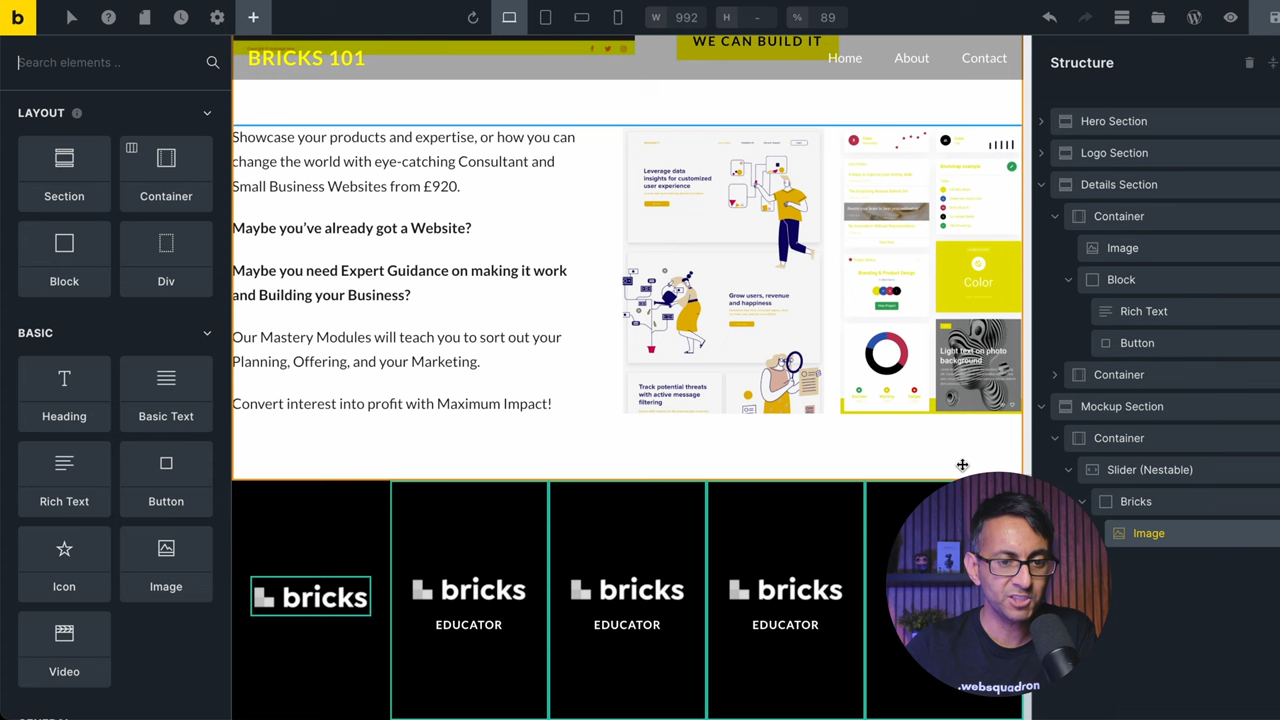 b
W 992 H - % 89
Search elements ..
LAYOUT
Section
Container
Block
BASIC
Heading
Basic Text
Rich Text
Button
Icon
Image
Video
WE CAN BUILD IT
BRICKS 101
Home About Contact
Showcase your products and expertise, or how you can
change the world with eye-catching Consultant and
Small Business Websites from £920.
Maybe you've already got a Website?
Maybe you need Expert Guidance on making it work
and Building your Business?
Our Mastery Modules will teach you to sort out your
Planning, Offering, and your Marketing.
Convert interest into profit with Maximum Impact!
Leverage data
insights for customized
user experience
Grow users, revenue
and happiness
Track potential threats
with active message
filtering
Bootstrap example
Branding & Product Design
Color
Light text on photo
background
bricks
bricks
EDUCATOR
bricks
EDUCATOR
bricks
EDUCATOR
Structure
Hero Section
Logo Section
Container
Image
Block
Rich Text
Button
Container
Container
Slider (Nestable)
Bricks
Image
.websquadron